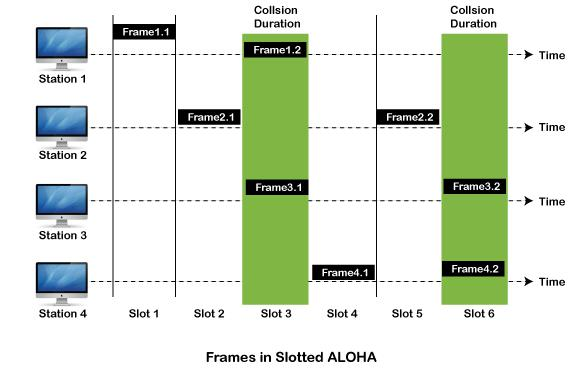 Collsion
Duration
Collsion
Duration
Frame1.1
Frame1.2
Time
Station 1
Frame2.1
Frame2.2
Time
Station 2
Frame3.1
Frame3.2
Time
Station 3
Frame4.1
Frame4.2
Time
Station 4
Slot 1
Slot 2
Slot 3
Slot 4
Slot 5
Slot 6
Frames in Slotted ALOHA